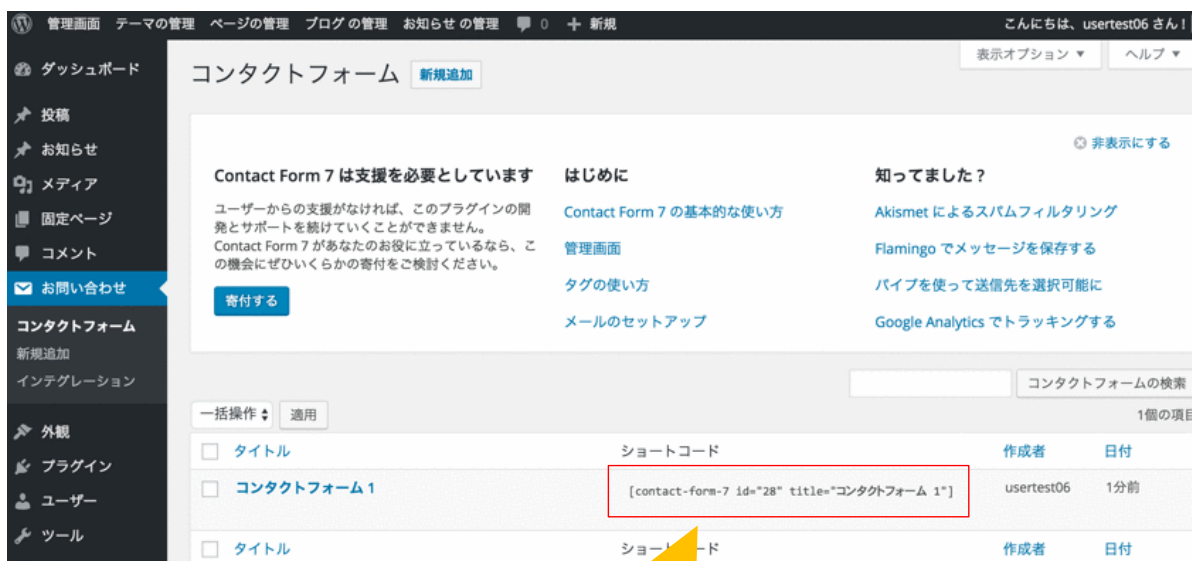 管理画面 テーマの管理 ページの管理 ブログ の管理 お知らせ の管理 0 + 新規 こんにちは、usertest06 さん !
表示オプション ▼ ヘルプ ▼
ダッシュボード
コンタクトフォーム 新規追加
投稿
お知らせ
メディア
固定ページ
コメント
お問い合わせ
コンタクトフォーム
新規追加
インテグレーション
外観
プラグイン
ユーザー
ツール
非表示にする
Contact Form 7 は支援を必要としています
ユーザーからの支援がなければ、このプラグインの開
発とサポートを続けていくことができません。
Contact Form 7 があなたのお役に立っているなら、こ
の機会にぜひいくらかの寄付をご検討ください。
寄付する
はじめに
Contact Form 7 の基本的な使い方
管理画面
タグの使い方
メールのセットアップ
知ってました ?
Akismet によるスパムフィルタリング
Flamingo でメッセージを保存する
パイプを使って送信先を選択可能に
Google Analytics でトラッキングする
コンタクトフォームの検索
一括操作 適用 1個の項目
タイトル ショートコード 作成者 日付
コンタクトフォーム 1 [contact-form-7 id="28" title="コンタクトフォーム 1"] usertest06 1分前
タイトル ショートコード 作成者 日付